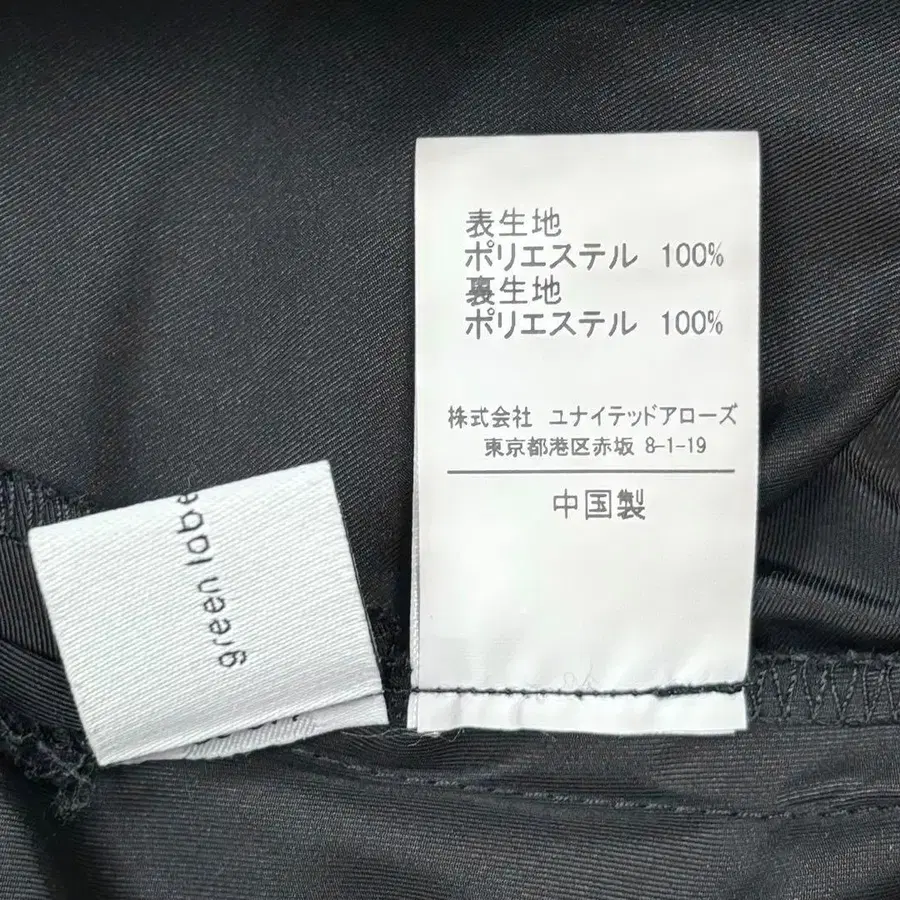 表生地
ポリエステル 100%
裏生地
ポリエステル 100%
株式会社 ユナイテッドアローズ
東京都港区赤坂 8-1-19
中国製
green labe